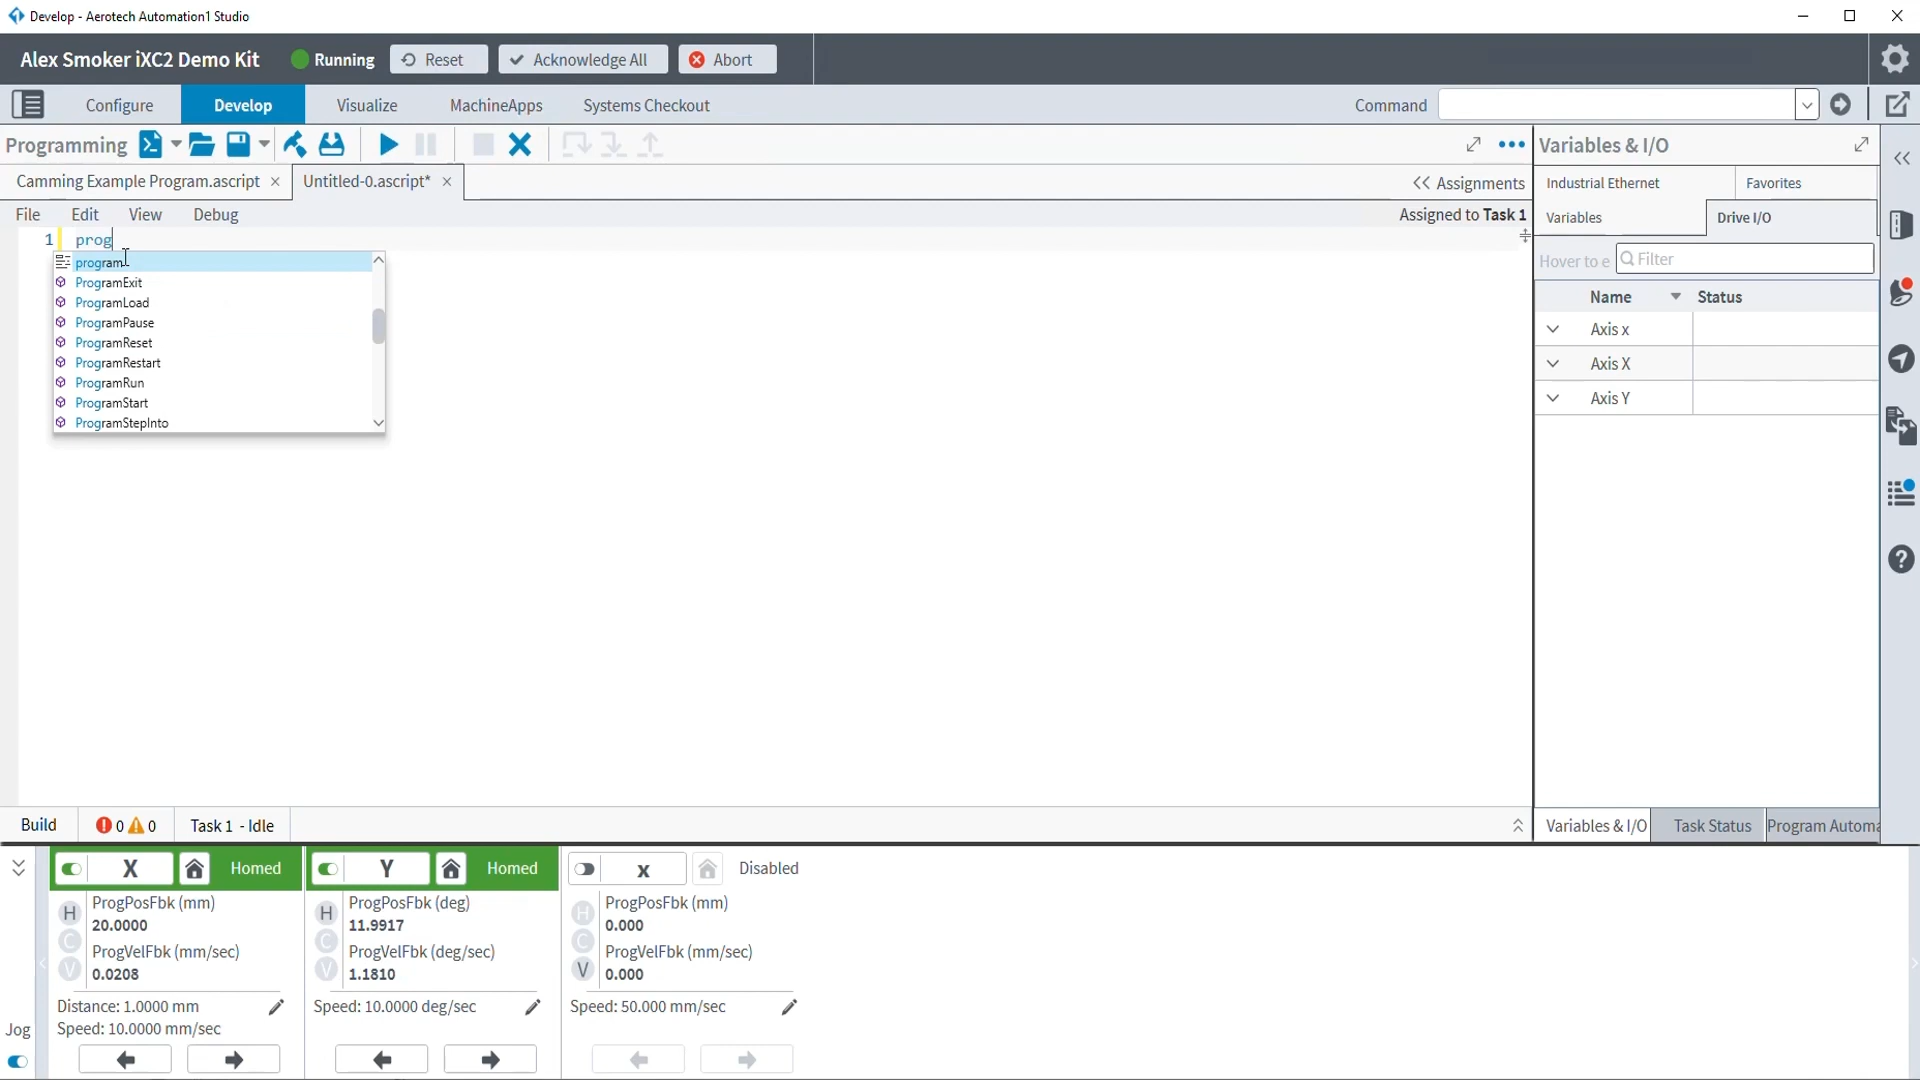 Develop - Aerotech Automation1 Studio
Alex Smoker iXC2 Demo Kit
Running
Reset
Acknowledge All
Abort
Configure
Develop
Visualize
MachineApps
Systems Checkout
Command
Programming
Variables & I/O
Camming Example Program.ascript
Untitled-0.ascript*
Assignments
Industrial Ethernet
Favorites
File
Edit
View
Debug
Assigned to Task 1
Variables
Drive I/O
1
prog
Hover to e
Filter
program
ProgramExit
ProgramLoad
ProgramPause
ProgramReset
ProgramRestart
ProgramRun
ProgramStart
ProgramStepInto
Name
Status
Axis x
Axis X
Axis Y
Build
0
0
Task 1 - Idle
Variables & I/O
Task Status
Program Automa
X
Homed
ProgPosFbk (mm)
20.0000
ProgVelFbk (mm/sec)
0.0208
Distance: 1.0000 mm
Speed: 10.0000 mm/sec
H
C
V
Y
Homed
ProgPosFbk (deg)
11.9917
ProgVelFbk (deg/sec)
1.1810
Speed: 10.0000 deg/sec
H
C
V
x
Disabled
ProgPosFbk (mm)
0.000
ProgVelFbk (mm/sec)
0.000
Speed: 50.000 mm/sec
H
C
V
Jog